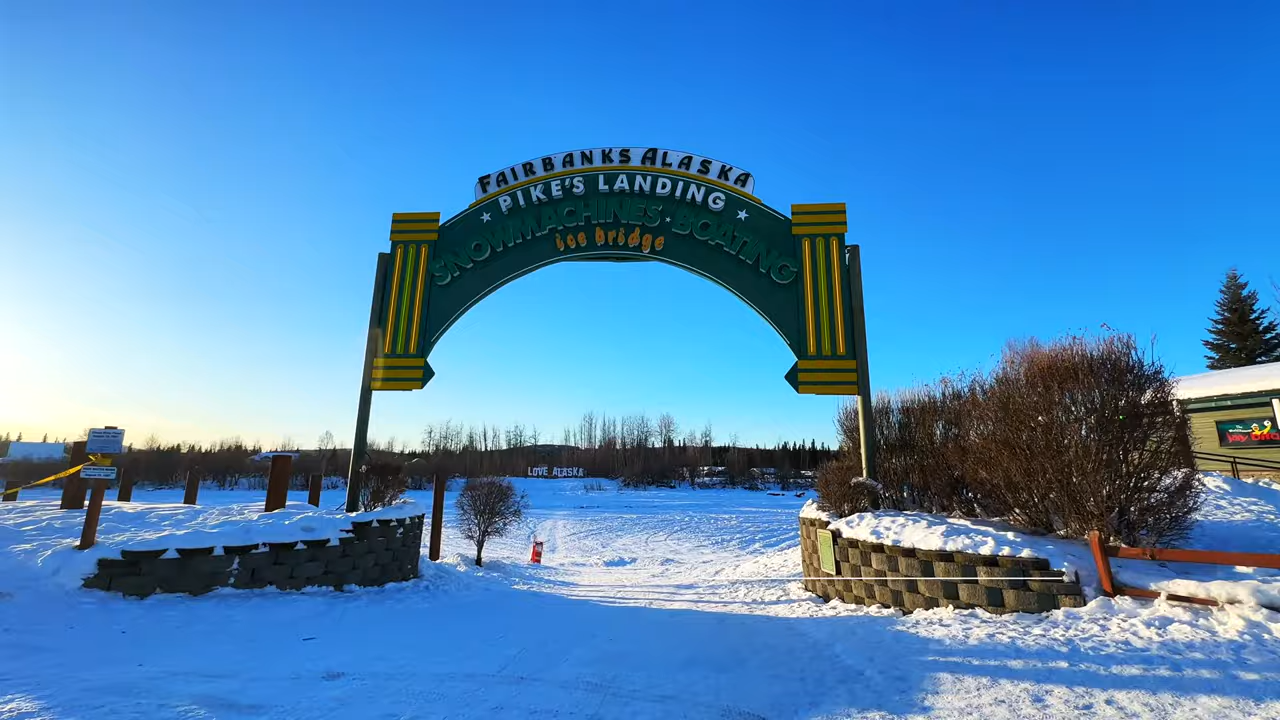 FAIRBANKS ALASKA
PIKE'S LANDING
SNOWMACHINES • BOATING
ice bridge
LOVE ALASKA